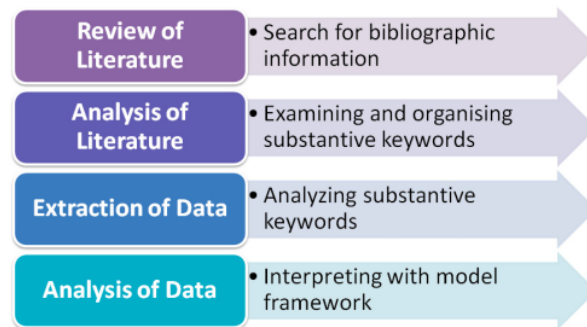 Review of
Literature
• Search for bibliographic
information
Analysis of
Literature
• Examining and organising
substantive keywords
Extraction of Data
• Analyzing substantive
keywords
Analysis of Data
• Interpreting with model
framework